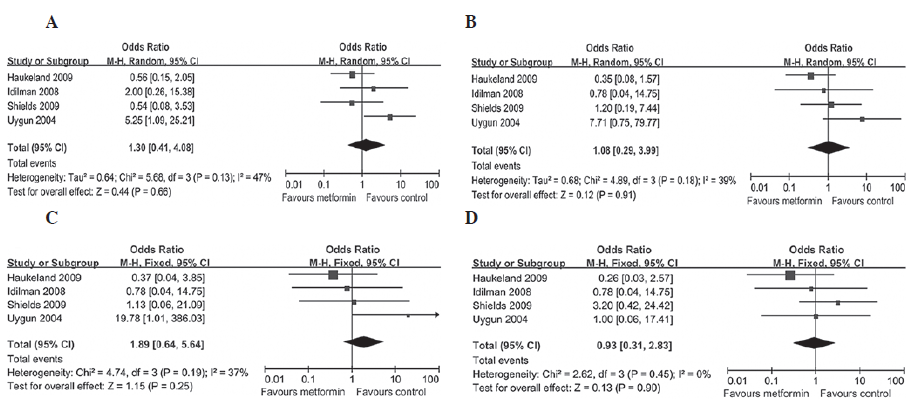 A
Odds Ratio Odds Ratio
Study or Subgroup M-H, Random, 95% CI M-H, Random, 95% CI
Haukeland 2009 0.56 [0.15, 2.05]
Idilman 2008 2.00 [0.26, 15.38]
Shields 2009 0.54 [0.08, 3.53]
Uygun 2004 5.25 [1.09, 25.21]
Total (95% CI) 1.30 [0.41, 4.08]
Total events
Heterogeneity: Tau² = 0.64; Chi² = 5.68, df = 3 (P = 0.13); I² = 47%
Test for overall effect: Z = 0.44 (P = 0.66)
0.01 0.1 1 10 100
Favours metformin Favours control
B
Odds Ratio Odds Ratio
Study or Subgroup M-H, Random, 95% CI M-H, Random, 95% CI
Haukeland 2009 0.35 [0.08, 1.57]
Idilman 2008 0.78 [0.04, 14.75]
Shields 2009 1.20 [0.19, 7.44]
Uygun 2004 7.71 [0.75, 79.77]
Total (95% CI) 1.08 [0.29, 3.99]
Total events
Heterogeneity: Tau² = 0.68; Chi² = 4.89, df = 3 (P = 0.18); I² = 39%
Test for overall effect: Z = 0.12 (P = 0.91)
0.01 0.1 1 10 100
Favours metformin Favours control
C
Odds Ratio Odds Ratio
Study or Subgroup M-H, Fixed, 95% CI M-H, Fixed, 95% CI
Haukeland 2009 0.37 [0.04, 3.85]
Idilman 2008 0.78 [0.04, 14.75]
Shields 2009 1.13 [0.06, 21.09]
Uygun 2004 19.78 [1.01, 386.03]
Total (95% CI) 1.89 [0.64, 5.64]
Total events
Heterogeneity: Chi² = 4.74, df = 3 (P = 0.19); I² = 37%
Test for overall effect: Z = 1.15 (P = 0.25)
0.01 0.1 1 10 100
Favours metformin Favours control
D
Odds Ratio Odds Ratio
Study or Subgroup M-H, Fixed, 95% CI M-H, Fixed, 95% CI
Haukeland 2009 0.26 [0.03, 2.57]
Idilman 2008 0.78 [0.04, 14.75]
Shields 2009 3.20 [0.42, 24.42]
Uygun 2004 1.00 [0.06, 17.41]
Total (95% CI) 0.93 [0.31, 2.83]
Total events
Heterogeneity: Chi² = 2.62, df = 3 (P = 0.45); I² = 0%
Test for overall effect: Z = 0.13 (P = 0.90)
0.01 0.1 1 10 100
Favours metformin Favours control